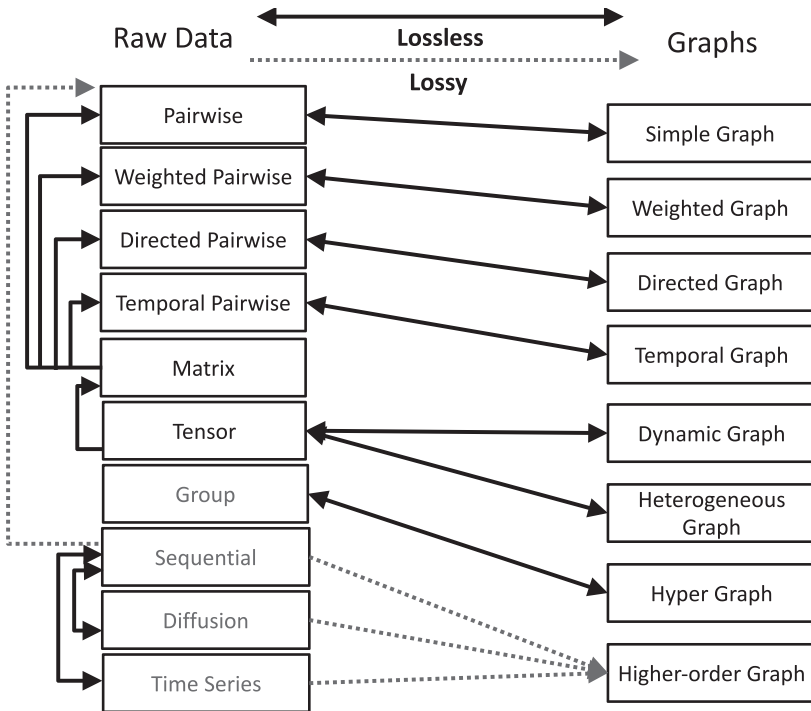 Raw Data
Lossless
Graphs
Lossy
Pairwise
Simple Graph
Weighted Pairwise
Weighted Graph
Directed Pairwise
Directed Graph
Temporal Pairwise
Temporal Graph
Matrix
Tensor
Dynamic Graph
Group
Heterogeneous
Graph
Sequential
Hyper Graph
Diffusion
Time Series
Higher-order Graph